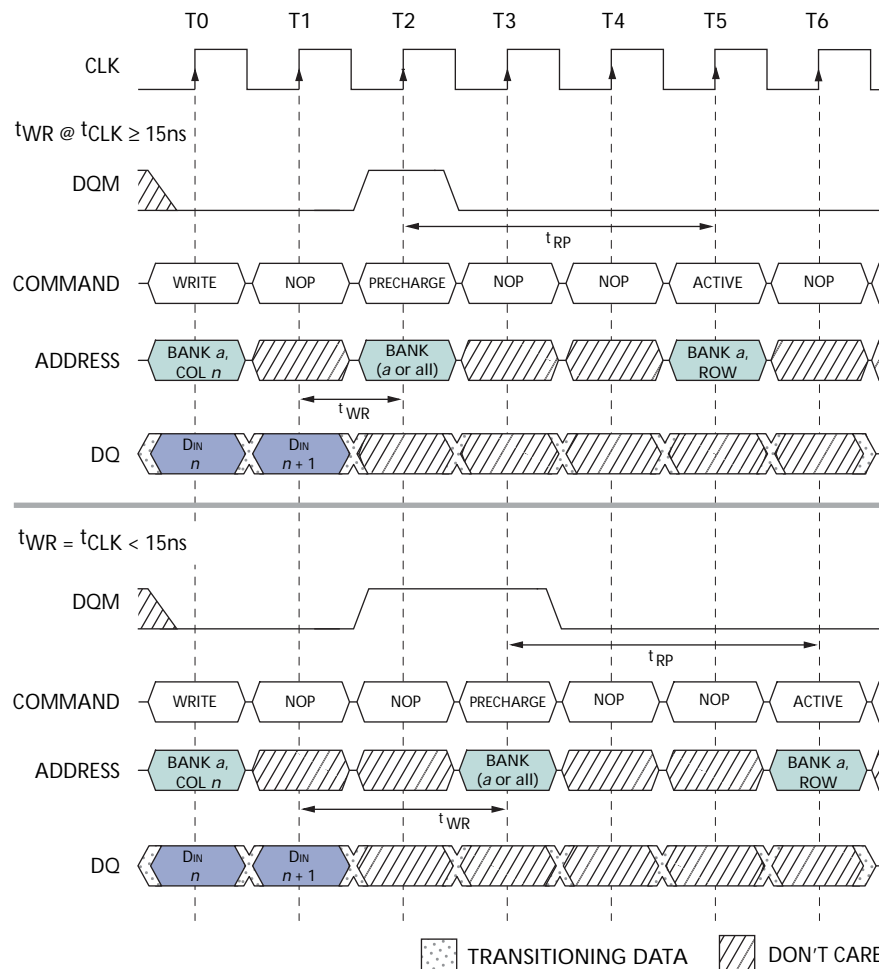 T0 T1 T2 T3 T4 T5 T6
CLK
tWR @ tCLK ≥ 15ns
DQM
tRP
COMMAND WRITE NOP PRECHARGE NOP NOP ACTIVE NOP
ADDRESS BANK a, COL n BANK (a or all) BANK a, ROW
tWR
DQ DIN n DIN n + 1
tWR = tCLK < 15ns
DQM
tRP
COMMAND WRITE NOP NOP PRECHARGE NOP NOP ACTIVE
ADDRESS BANK a, COL n BANK (a or all) BANK a, ROW
tWR
DQ DIN n DIN n + 1
TRANSITIONING DATA DON'T CARE